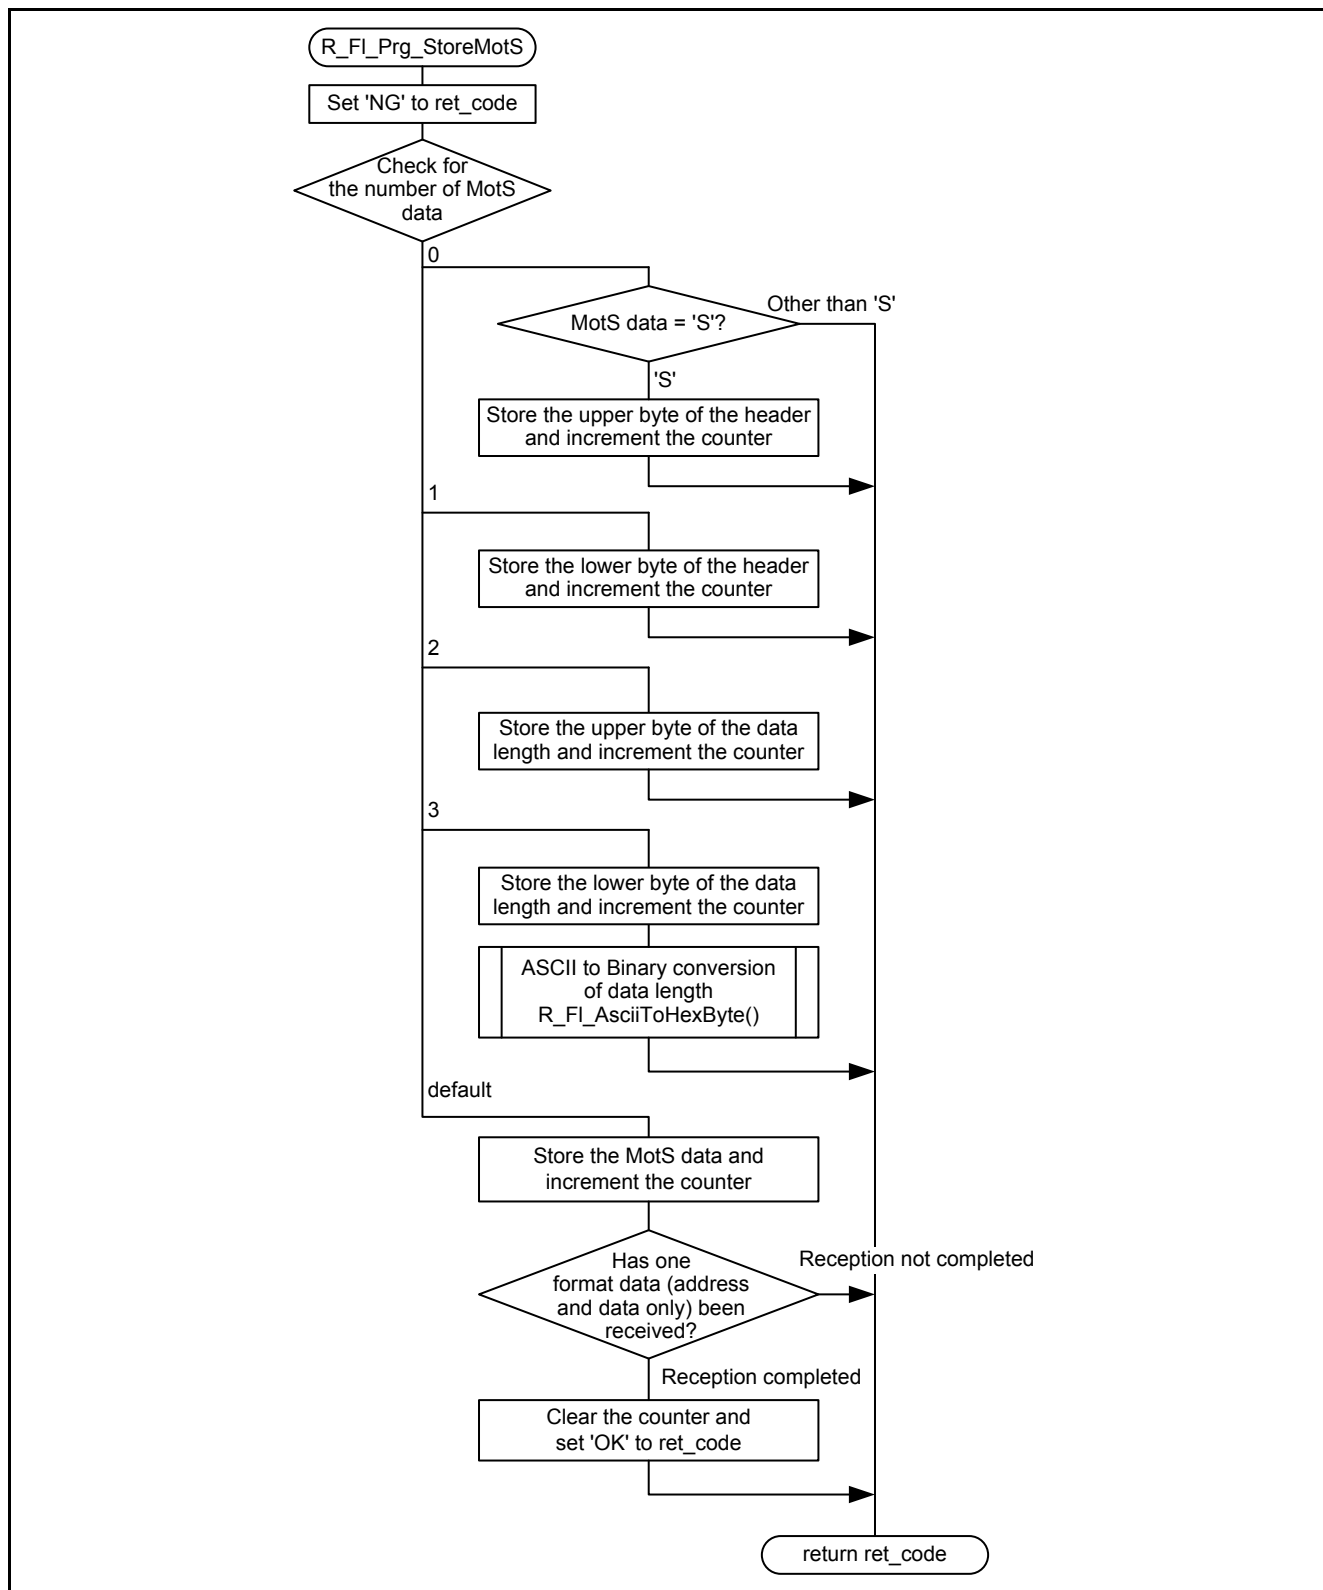 R_Fl_Prg_StoreMotS
Set 'NG' to ret_code
Check for
the number of MotS
data
0
Other than 'S'
MotS data = 'S'?
'S'
Store the upper byte of the header
and increment the counter
1
Store the lower byte of the header
and increment the counter
2
Store the upper byte of the data
length and increment the counter
3
Store the lower byte of the data
length and increment the counter
ASCII to Binary conversion
of data length
R_Fl_AsciiToHexByte()
default
Store the MotS data and
increment the counter
Has one
format data (address
and data only) been
received?
Reception not completed
Reception completed
Clear the counter and
set 'OK' to ret_code
return ret_code